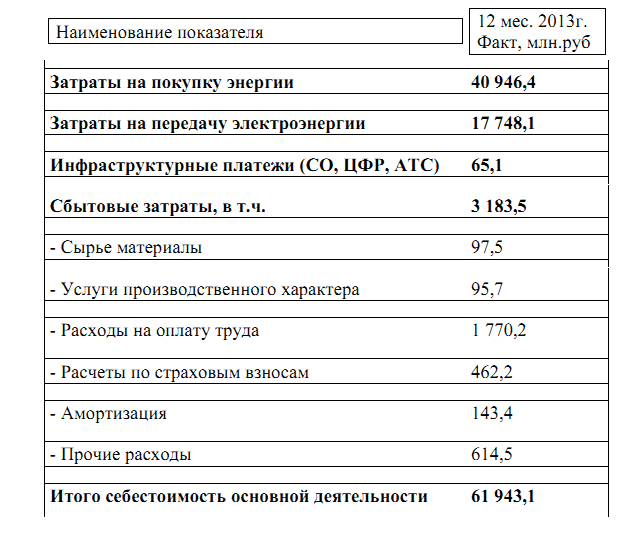 Наименование показателя
12 мес. 2013г.
Факт, млн.руб
Затраты на покупку энергии 40 946,4
Затраты на передачу электроэнергии 17 748,1
Инфраструктурные платежи (СО, ЦФР, АТС) 65,1
Сбытовые затраты, в т.ч. 3 183,5
- Сырье материалы 97,5
- Услуги производственного характера 95,7
- Расходы на оплату труда 1 770,2
- Расчеты по страховым взносам 462,2
- Амортизация 143,4
- Прочие расходы 614,5
Итого себестоимость основной деятельности 61 943,1